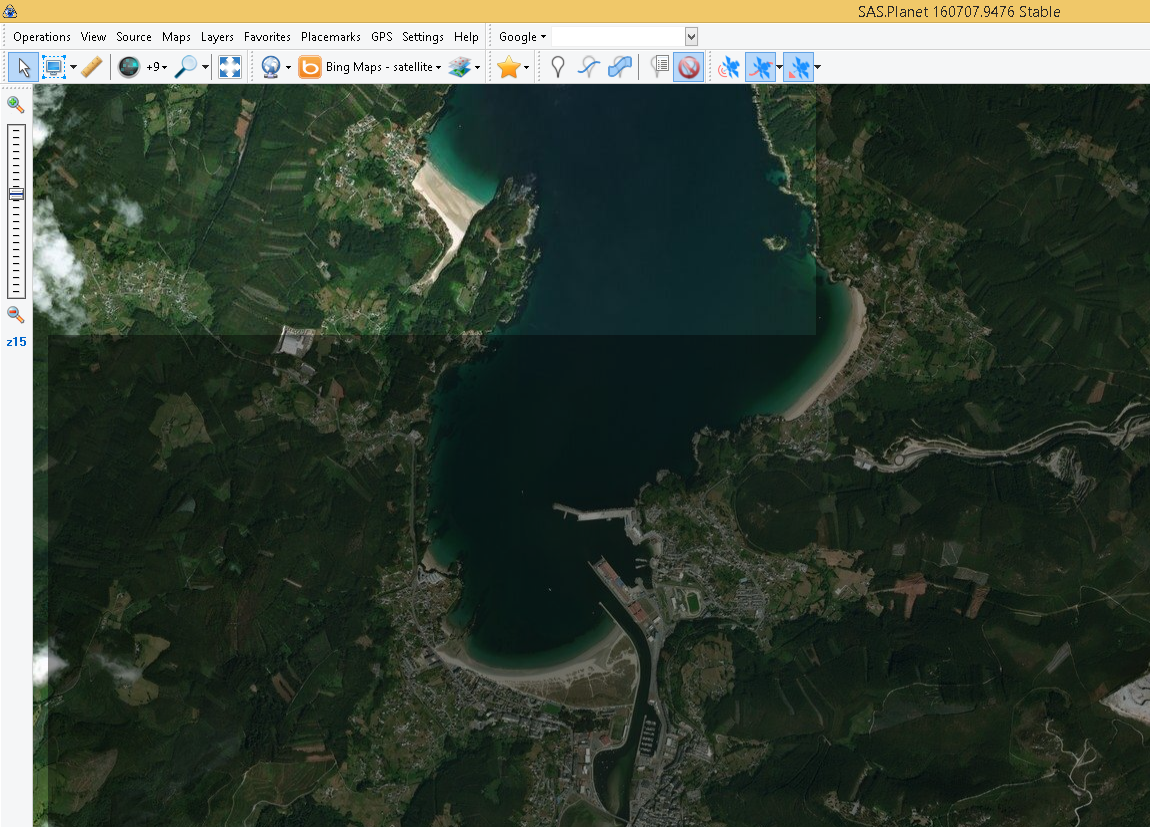 SAS.Planet 160707.9476 Stable
Operations View Source Maps Layers Favorites Placemarks GPS Settings Help Google
+9 Bing Maps - satellite
z15